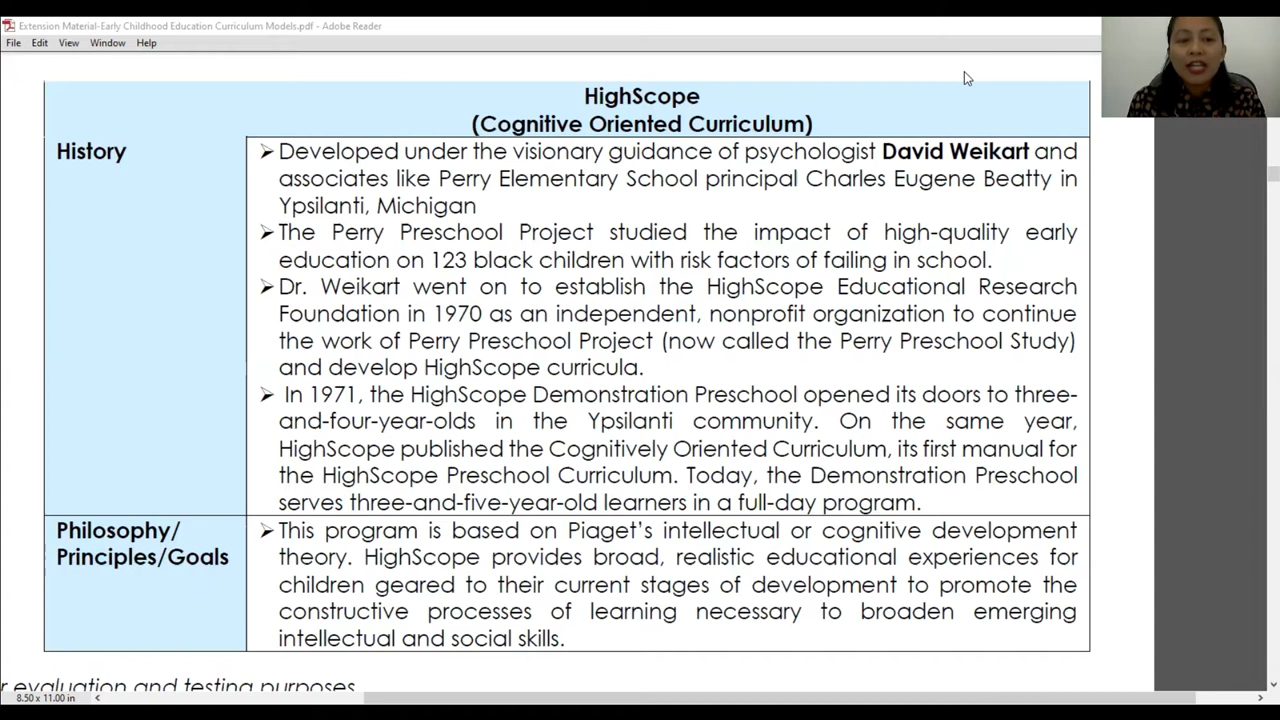 Extension Material-Early Childhood Education Curriculum Models.pdf - Adobe Reader
File Edit View Window Help
HighScope
(Cognitive Oriented Curriculum)
History
➢ Developed under the visionary guidance of psychologist David Weikart and
associates like Perry Elementary School principal Charles Eugene Beatty in
Ypsilanti, Michigan
➢ The Perry Preschool Project studied the impact of high-quality early
education on 123 black children with risk factors of failing in school.
➢ Dr. Weikart went on to establish the HighScope Educational Research
Foundation in 1970 as an independent, nonprofit organization to continue
the work of Perry Preschool Project (now called the Perry Preschool Study)
and develop HighScope curricula.
➢ In 1971, the HighScope Demonstration Preschool opened its doors to three-
and-four-year-olds in the Ypsilanti community. On the same year,
HighScope published the Cognitively Oriented Curriculum, its first manual for
the HighScope Preschool Curriculum. Today, the Demonstration Preschool
serves three-and-five-year-old learners in a full-day program.
Philosophy/
Principles/Goals
➢ This program is based on Piaget’s intellectual or cognitive development
theory. HighScope provides broad, realistic educational experiences for
children geared to their current stages of development to promote the
constructive processes of learning necessary to broaden emerging
intellectual and social skills.
r evaluation and testing purposes
8.50 x 11.00 in